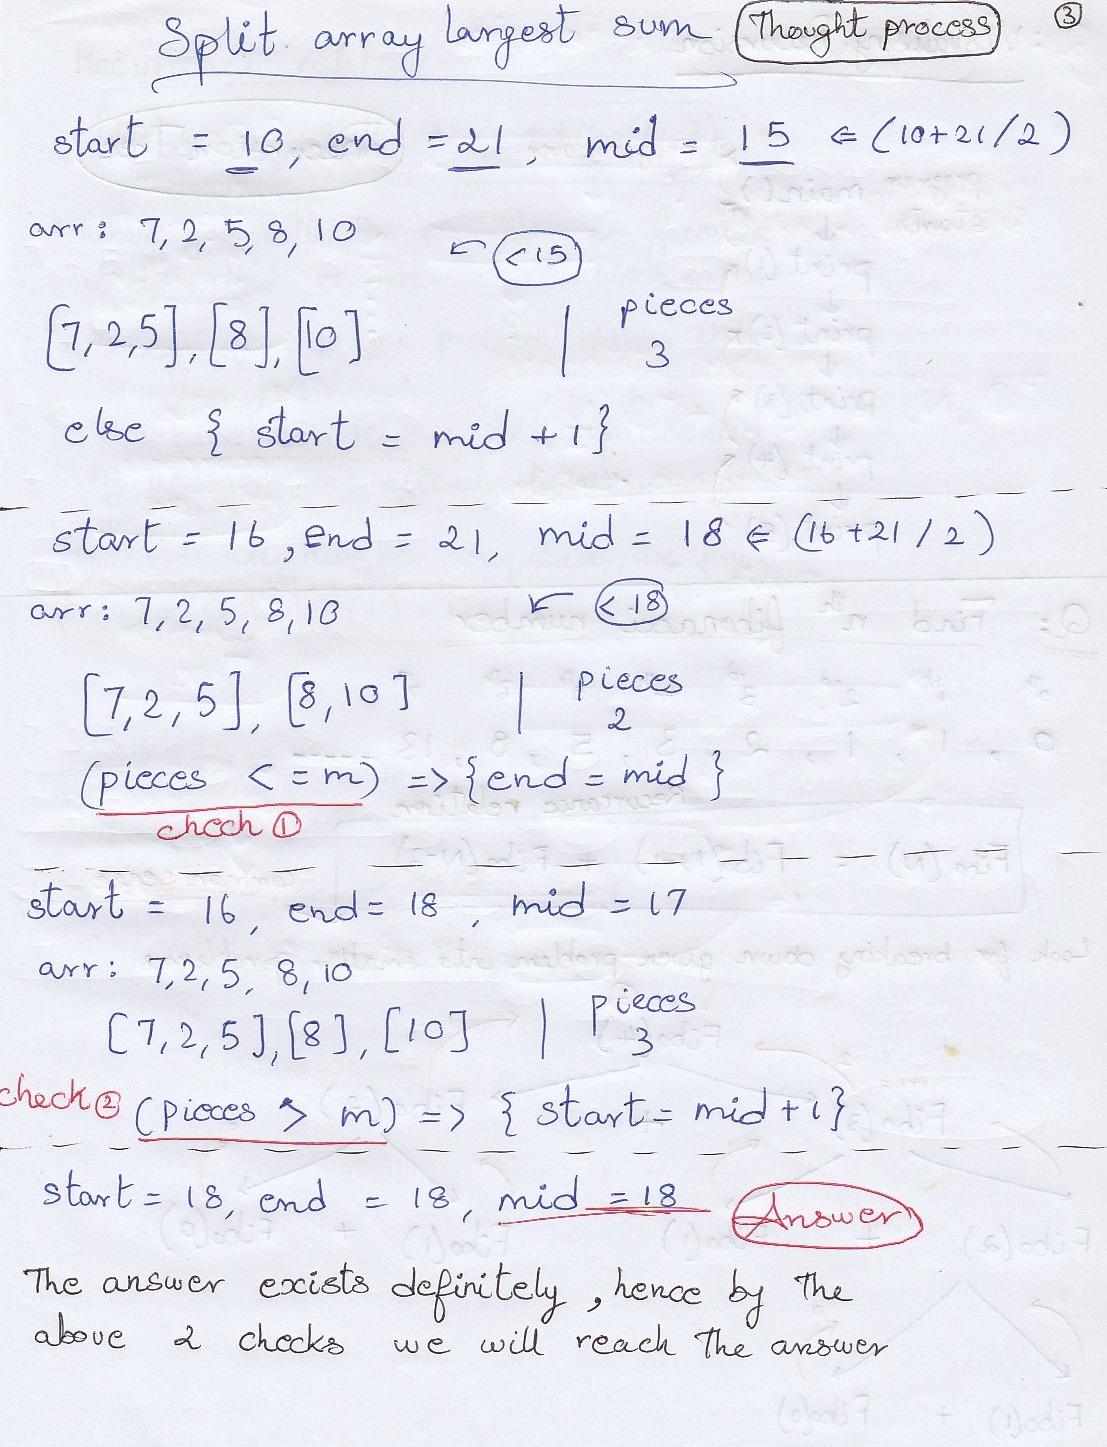 Split array largest sum (Thought process) ③
start = 10, end = 21, mid = 15 ⇐ (10+21/2)
arr: 7, 2, 5, 8, 10 ← <15
[7, 2, 5], [8], [10] | pieces 3
else { start = mid + 1 }
start = 16, end = 21, mid = 18 ⇐ (16+21/2)
arr: 7, 2, 5, 8, 10 ← <18
[7, 2, 5], [8, 10] | pieces 2
(pieces <= m) => {end = mid}
chech ①
start = 16, end = 18, mid = 17
arr: 7, 2, 5, 8, 10
[7, 2, 5], [8], [10] | pieces 3
check ② (pieces > m) => { start = mid + 1}
start = 18, end = 18, mid = 18 Answer
The answer exists definitely, hence by the
above 2 checks we will reach the answer